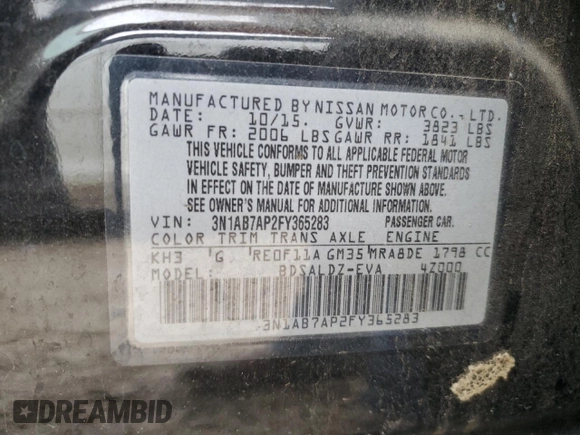 MANUFACTURED BY NISSAN MOTOR CO., LTD.
DATE: 10/15. GVWR: 3823 LBS
GAWR FR: 2006 LBS GAWR RR: 1841 LBS
THIS VEHICLE CONFORMS TO ALL APPLICABLE FEDERAL MOTOR
VEHICLE SAFETY, BUMPER AND THEFT PREVENTION STANDARDS
IN EFFECT ON THE DATE OF MANUFACTURE SHOWN ABOVE.
SEE OWNER'S MANUAL FOR ADDITIONAL INFORMATION.
VIN: 3N1AB7AP2FY365283 PASSENGER CAR.
COLOR TRIM TRANS AXLE ENGINE
KH3 'G 'RE0F11A GM35 MRA8DE 1798 CC
MODEL: BDSALDZ-EVA 4Z000
3N1AB7AP2FY365283
DREAMBID